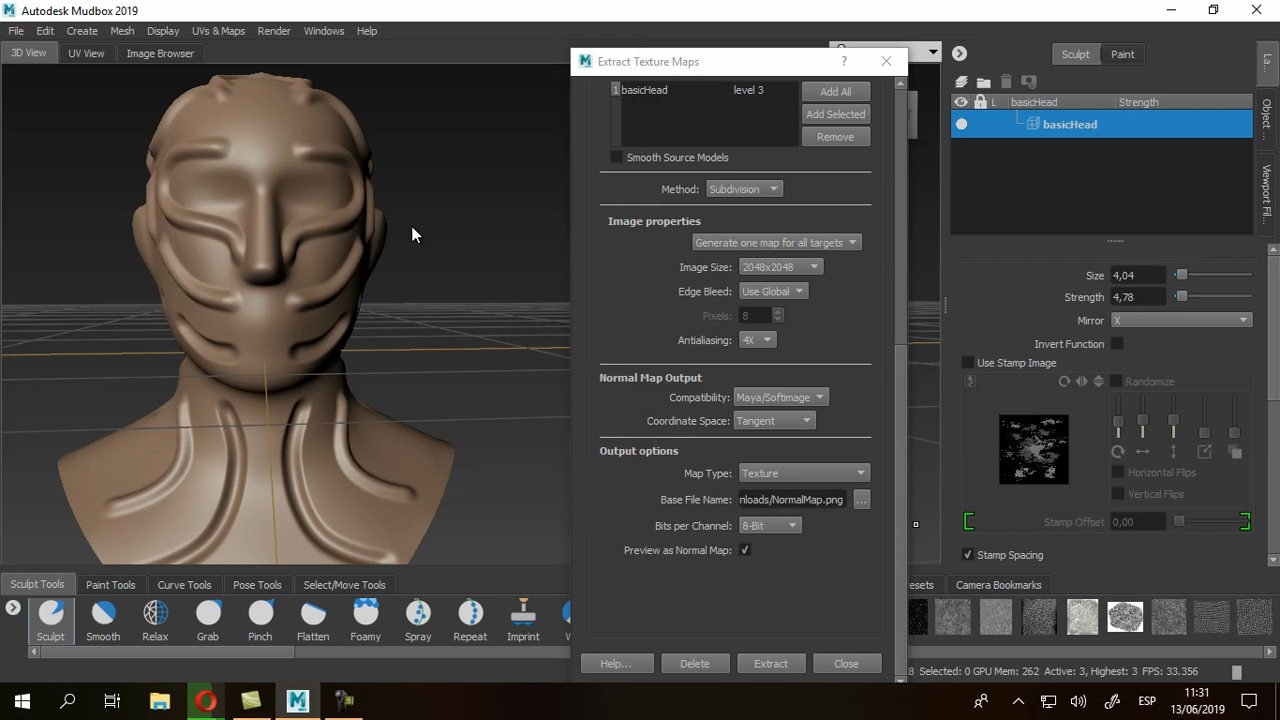 Autodesk Mudbox 2019
File Edit Create Mesh Display UVs & Maps Render Windows Help
3D View UV View Image Browser
Extract Texture Maps ?
1 basicHead level 3
Add All
Add Selected
Remove
Smooth Source Models
Method: Subdivision
Image properties
Generate one map for all targets
Image Size: 2048x2048
Edge Bleed: Use Global
Pixels: 8
Antialiasing: 4X
Normal Map Output
Compatibility: Maya/Softimage
Coordinate Space: Tangent
Output options
Map Type: Texture
Base File Name: nloads/NormalMap.png ...
Bits per Channel: 8-Bit
Preview as Normal Map:
Help... Delete Extract Close
Sculpt Paint
L basicHead Strength
basicHead
La...
Object ...
Viewport Fil...
Size 4,04
Strength 4,78
Mirror X
Invert Function
Use Stamp Image
Randomize
Horizontal Flips
Vertical Flips
Stamp Offset 0,00
Stamp Spacing
Sculpt Tools Paint Tools Curve Tools Pose Tools Select/Move Tools
esets Camera Bookmarks
Sculpt Smooth Relax Grab Pinch Flatten Foamy Spray Repeat Imprint
8 Selected: 0 GPU Mem: 262 Active: 3, Highest: 3 FPS: 33.356
ESP
11:31
13/06/2019